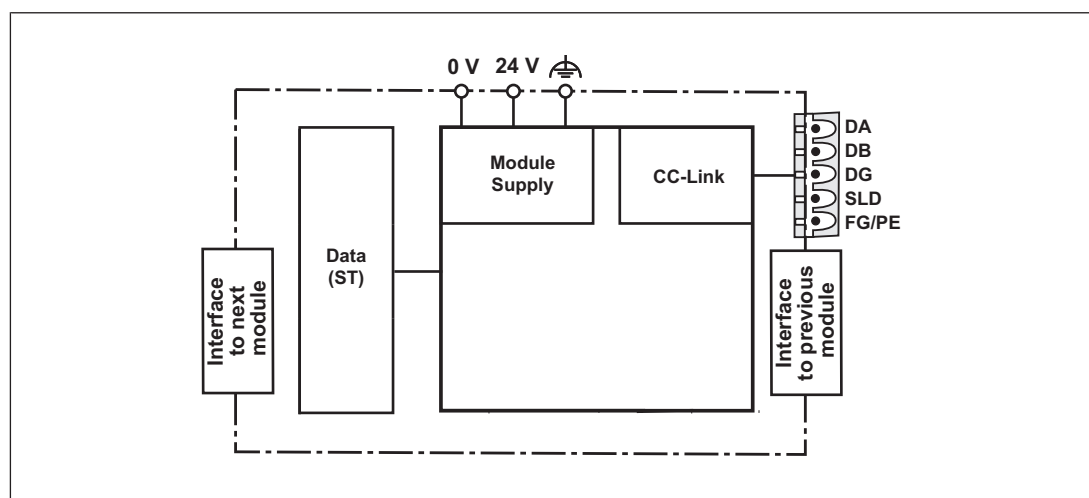 0 V 24 V
Module
Supply
CC-Link
DA
DB
DG
SLD
FG/PE
Data
(ST)
Interface
to next
module
Interface
to previous
module